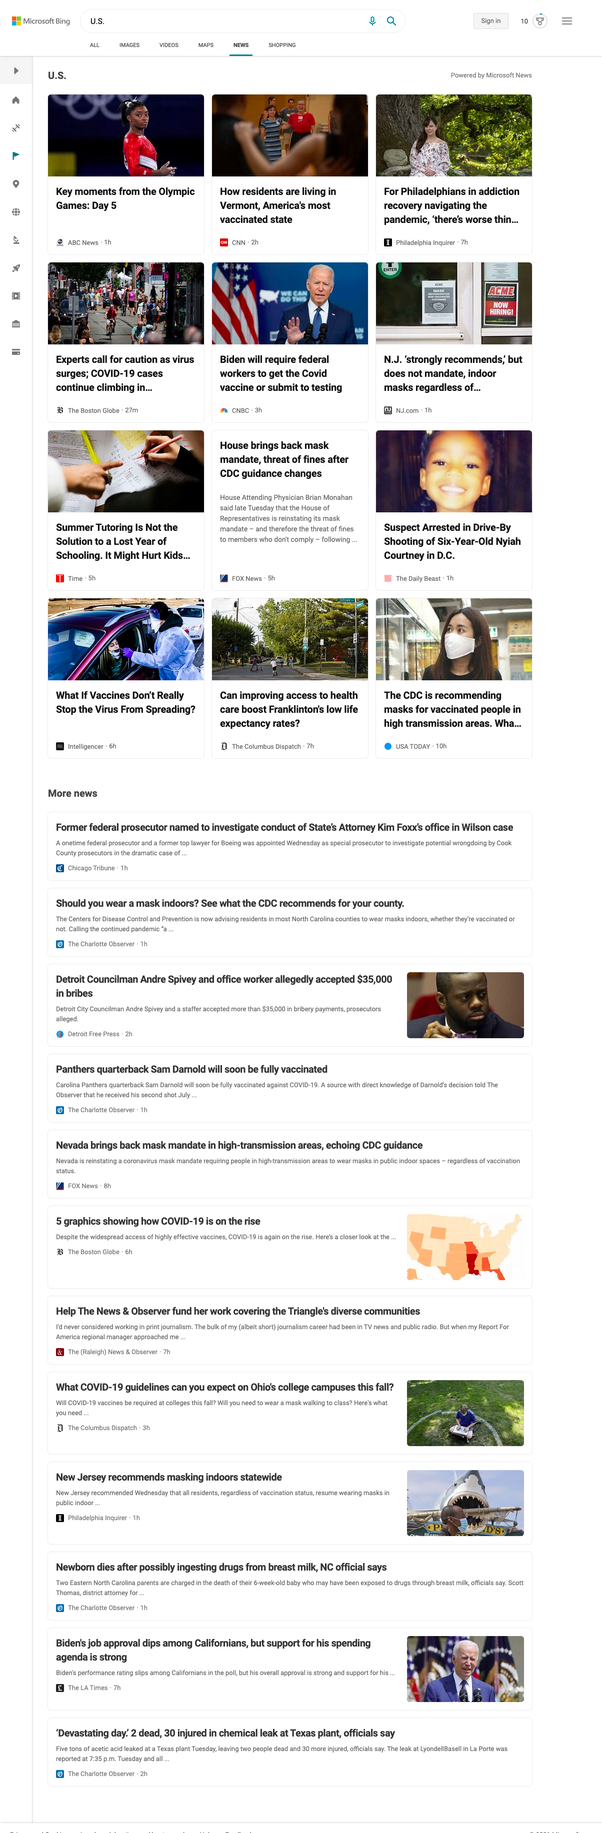 Microsoft Bing
U.S.
Sign in
10
ALL
IMAGES
VIDEOS
MAPS
NEWS
SHOPPING
U.S.
Powered by Microsoft News
Key moments from the Olympic
Games: Day 5
ABC News · 1h
How residents are living in
Vermont, America's most
vaccinated state
CNN · 2h
For Philadelphians in addiction
recovery navigating the
pandemic, 'there's worse thin...
Philadelphia Inquirer · 7h
Experts call for caution as virus
surges; COVID-19 cases
continue climbing in...
The Boston Globe · 27m
WE CAN
DO THIS
Biden will require federal
workers to get the Covid
vaccine or submit to testing
CNBC · 3h
ENTER
ACME
NOW
HIRING!
N.J. 'strongly recommends,' but
does not mandate, indoor
masks regardless of...
NJ.com · 1h
Summer Tutoring Is Not the
Solution to a Lost Year of
Schooling. It Might Hurt Kids...
Time · 5h
House brings back mask
mandate, threat of fines after
CDC guidance changes
House Attending Physician Brian Monahan
said late Tuesday that the House of
Representatives is reinstating its mask
mandate – and therefore the threat of fines
to members who don't comply – following ...
FOX News · 5h
Suspect Arrested in Drive-By
Shooting of Six-Year-Old Nyiah
Courtney in D.C.
The Daily Beast · 1h
What If Vaccines Don't Really
Stop the Virus From Spreading?
Intelligencer · 6h
Can improving access to health
care boost Franklinton's low life
expectancy rates?
The Columbus Dispatch · 7h
The CDC is recommending
masks for vaccinated people in
high transmission areas. Wha...
USA TODAY · 10h
More news
Former federal prosecutor named to investigate conduct of State's Attorney Kim Foxx's office in Wilson case
A onetime federal prosecutor and a former top lawyer for Boeing was appointed Wednesday as special prosecutor to investigate potential wrongdoing by Cook
County prosecutors in the dramatic case of ...
Chicago Tribune · 1h
Should you wear a mask indoors? See what the CDC recommends for your county.
The Centers for Disease Control and Prevention is now advising residents in most North Carolina counties to wear masks indoors, whether they're vaccinated or
not. Calling the continued pandemic "a ...
The Charlotte Observer · 1h
Detroit Councilman Andre Spivey and office worker allegedly accepted $35,000
in bribes
Detroit City Councilman Andre Spivey and a staffer accepted more than $35,000 in bribery payments, prosecutors
alleged.
Detroit Free Press · 2h
Panthers quarterback Sam Darnold will soon be fully vaccinated
Carolina Panthers quarterback Sam Darnold will soon be fully vaccinated against COVID-19. A source with direct knowledge of Darnold's decision told The
Observer that he received his second shot July ...
The Charlotte Observer · 1h
Nevada brings back mask mandate in high-transmission areas, echoing CDC guidance
Nevada is reinstating a coronavirus mask mandate requiring people in high-transmission areas to wear masks in public indoor spaces – regardless of vaccination
status.
FOX News · 8h
5 graphics showing how COVID-19 is on the rise
Despite the widespread access of highly effective vaccines, COVID-19 is again on the rise. Here's a closer look at the ...
The Boston Globe · 6h
Help The News & Observer fund her work covering the Triangle's diverse communities
I'd never considered working in print journalism. The bulk of my (albeit short) journalism career had been in TV news and public radio. But when my Report For
America regional manager approached me ...
The (Raleigh) News & Observer · 7h
What COVID-19 guidelines can you expect on Ohio's college campuses this fall?
Will COVID-19 vaccines be required at colleges this fall? Will you need to wear a mask walking to class? Here's what
you need ...
The Columbus Dispatch · 3h
New Jersey recommends masking indoors statewide
New Jersey recommended Wednesday that all residents, regardless of vaccination status, resume wearing masks in
public indoor ...
Philadelphia Inquirer · 1h
Newborn dies after possibly ingesting drugs from breast milk, NC official says
Two Eastern North Carolina parents are charged in the death of their 6-week-old baby who may have been exposed to drugs through breast milk, officials say. Scott
Thomas, district attorney for ...
The Charlotte Observer · 1h
Biden's job approval dips among Californians, but support for his spending
agenda is strong
Biden's performance rating slips among Californians in the poll, but his overall approval is strong and support for his ...
The LA Times · 7h
'Devastating day.' 2 dead, 30 injured in chemical leak at Texas plant, officials say
Five tons of acetic acid leaked at a Texas plant Tuesday, leaving two people dead and 30 more injured, officials say. The leak at LyondellBasell in La Porte was
reported at 7:35 p.m. Tuesday and all ...
The Charlotte Observer · 2h